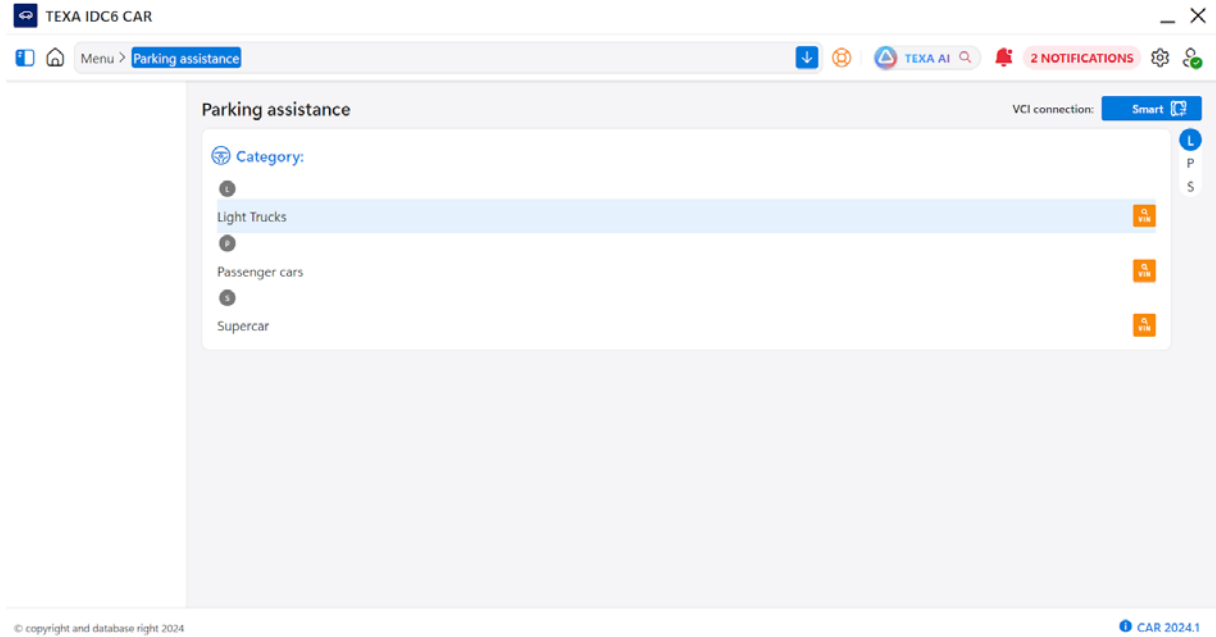 TEXA IDC6 CAR
Menu > Parking assistance
TEXA AI
2 NOTIFICATIONS
Parking assistance
VCI connection:
Smart
Category:
L
P
S
L
Light Trucks
VIN
P
Passenger cars
VIN
S
Supercar
VIN
© copyright and database right 2024
CAR 2024.1